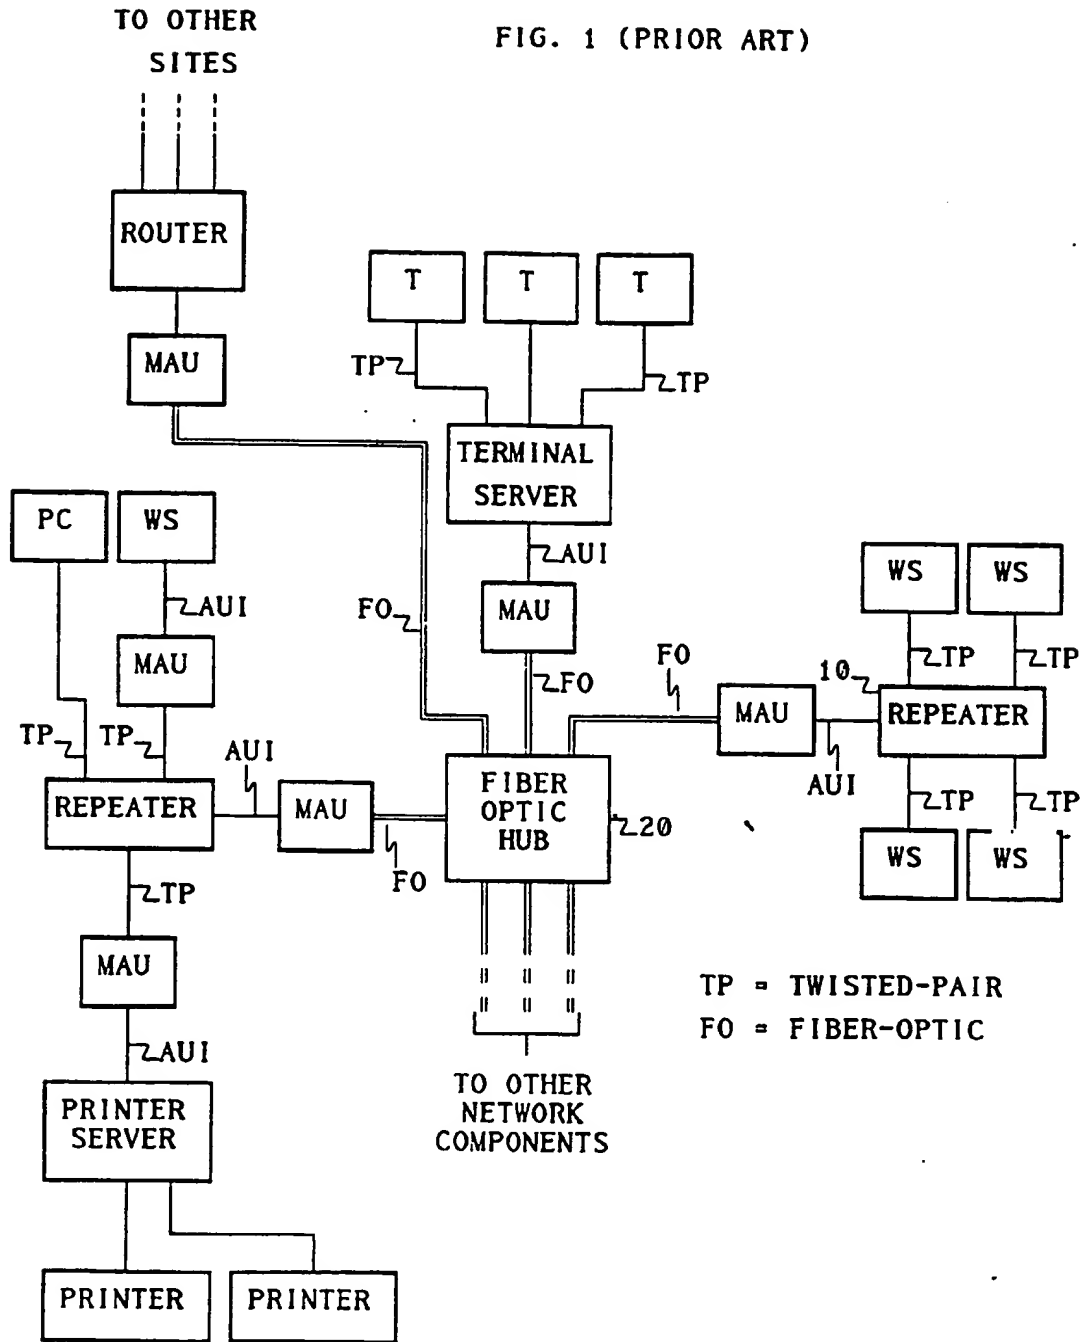 TO OTHER
SITES
FIG. 1 (PRIOR ART)
ROUTER
MAU
T
T
T
TP
TP
TERMINAL
SERVER
PC
WS
AUI
AUI
MAU
FO
FO
MAU
TP
TP
WS
WS
TP
TP
FO
10
MAU
REPEATER
AUI
AUI
REPEATER
MAU
FIBER
OPTIC
HUB
20
FO
TP
TP
WS
WS
TP
MAU
AUI
TP = TWISTED-PAIR
FO = FIBER-OPTIC
TO OTHER
NETWORK
COMPONENTS
PRINTER
SERVER
PRINTER
PRINTER